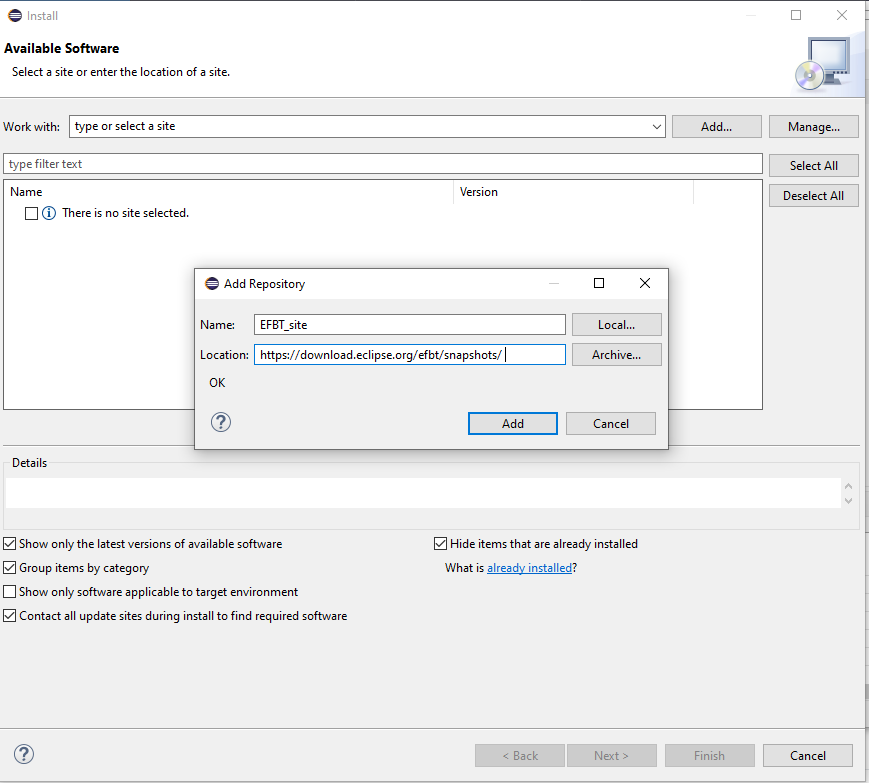 Install
Available Software
Select a site or enter the location of a site.
Work with: type or select a site Add... Manage...
type filter text Select All
Name Version Deselect All
There is no site selected.
Add Repository
Name: EFBT_site Local...
Location: https://download.eclipse.org/efbt/snapshots/ Archive...
OK
? Add Cancel
Details
Show only the latest versions of available software Hide items that are already installed
Group items by category What is already installed?
Show only software applicable to target environment
Contact all update sites during install to find required software
? < Back Next > Finish Cancel